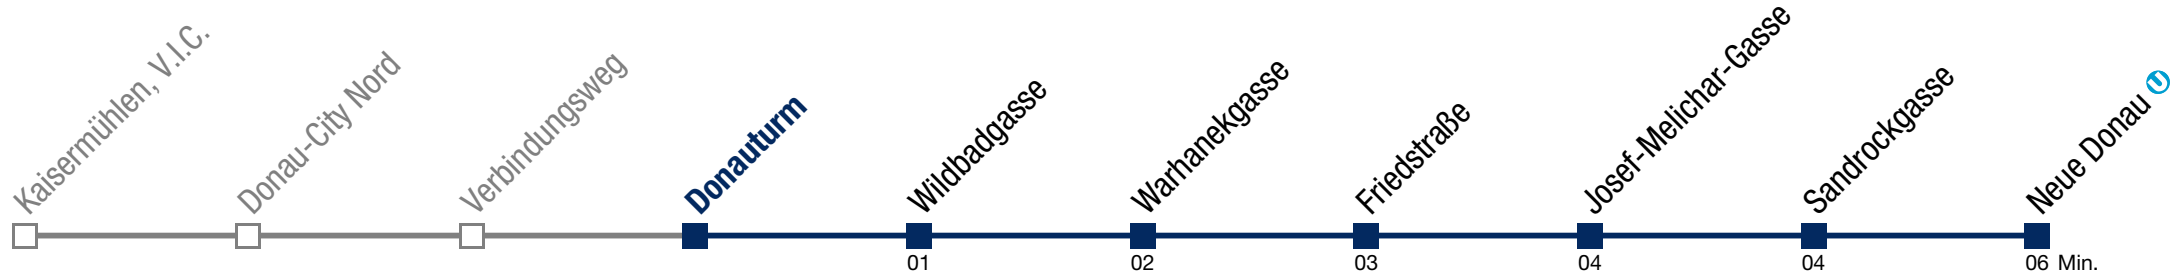 Kaisermühlen, V.I.C.
Donau-City Nord
Verbindungsweg
Donauturm
Wildbadgasse
Warhanekgasse
Friedstraße
Josef-Melichar-Gasse
Sandrockgasse
Neue Donau U
01 02 03 04 04 06 Min.